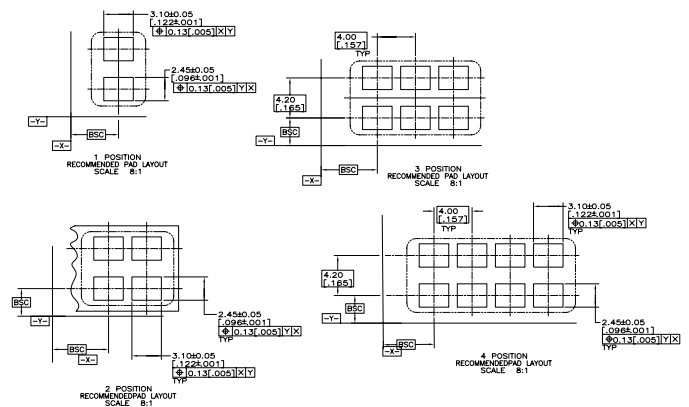 3.10±0.05
[.122±.001]
⌖ 0.13[.005] X Y
2.45±0.05
[.096±.001]
⌖ 0.13[.005] Y X
-Y-
BSC
-X-
1 POSITION
RECOMMENDED PAD LAYOUT
SCALE 8:1
4.00
[.157]
TYP
4.20
[.165]
BSC
-Y-
BSC
-X-
3 POSITION
RECOMMENDED PAD LAYOUT
SCALE 8:1
BSC
-Y-
BSC
-X-
2.45±0.05
[.096±.001]
⌖ 0.13[.005] Y X
TYP
3.10±0.05
[.122±.001]
⌖ 0.13[.005] X Y
TYP
2 POSITION
RECOMMENDEDPAD LAYOUT
SCALE 8:1
4.00
[.157]
TYP
3.10±0.05
[.122±.001]
⌖ 0.13[.005] X Y
TYP
4.20
[.165]
BSC
-Y-
BSC
-X-
2.45±0.05
[.096±.001]
⌖ 0.13[.005] Y X
TYP
4 POSITION
RECOMMENDEDPAD LAYOUT
SCALE 8:1